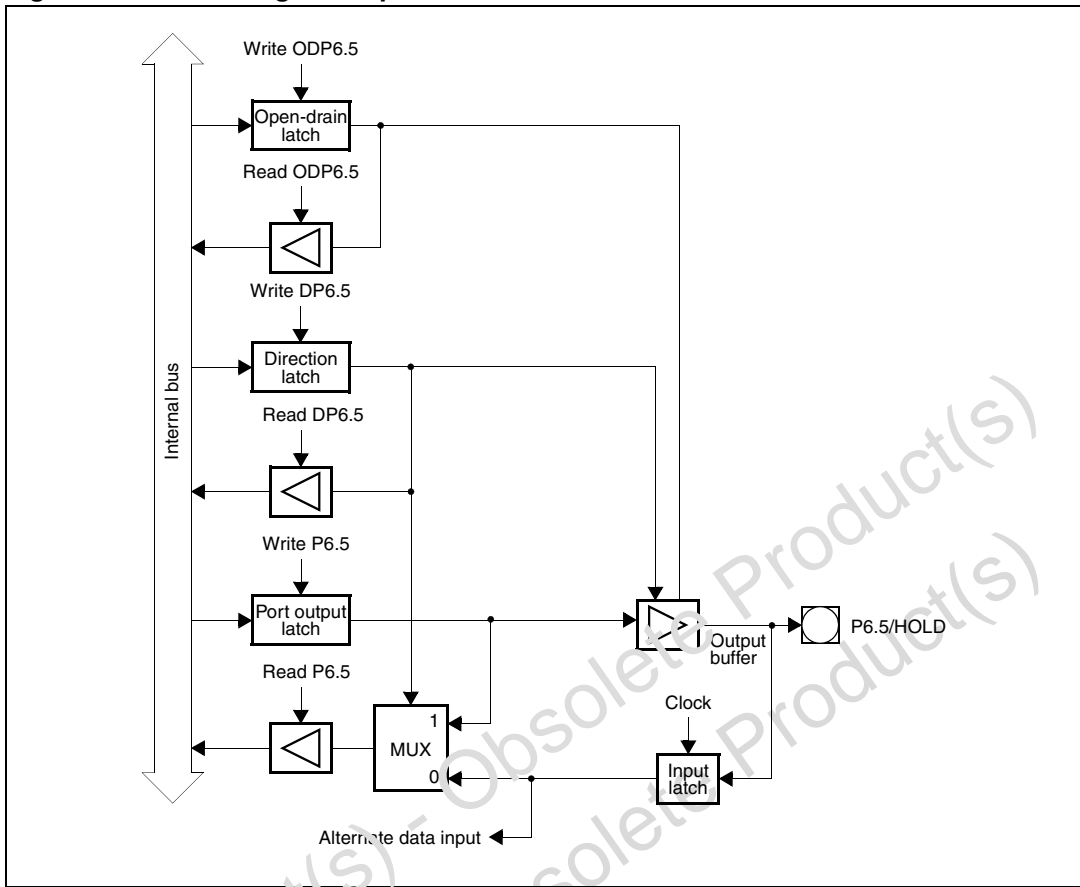 Write ODP6.5
Open-drain
latch
Read ODP6.5
Write DP6.5
Direction
latch
Read DP6.5
Internal bus
Write P6.5
Port output
latch
Output
buffer
P6.5/HOLD
Read P6.5
Clock
1
MUX
0
Input
latch
Alternate data input
Obsolete Product(s)
ct(s) - Obsolete Product(s)